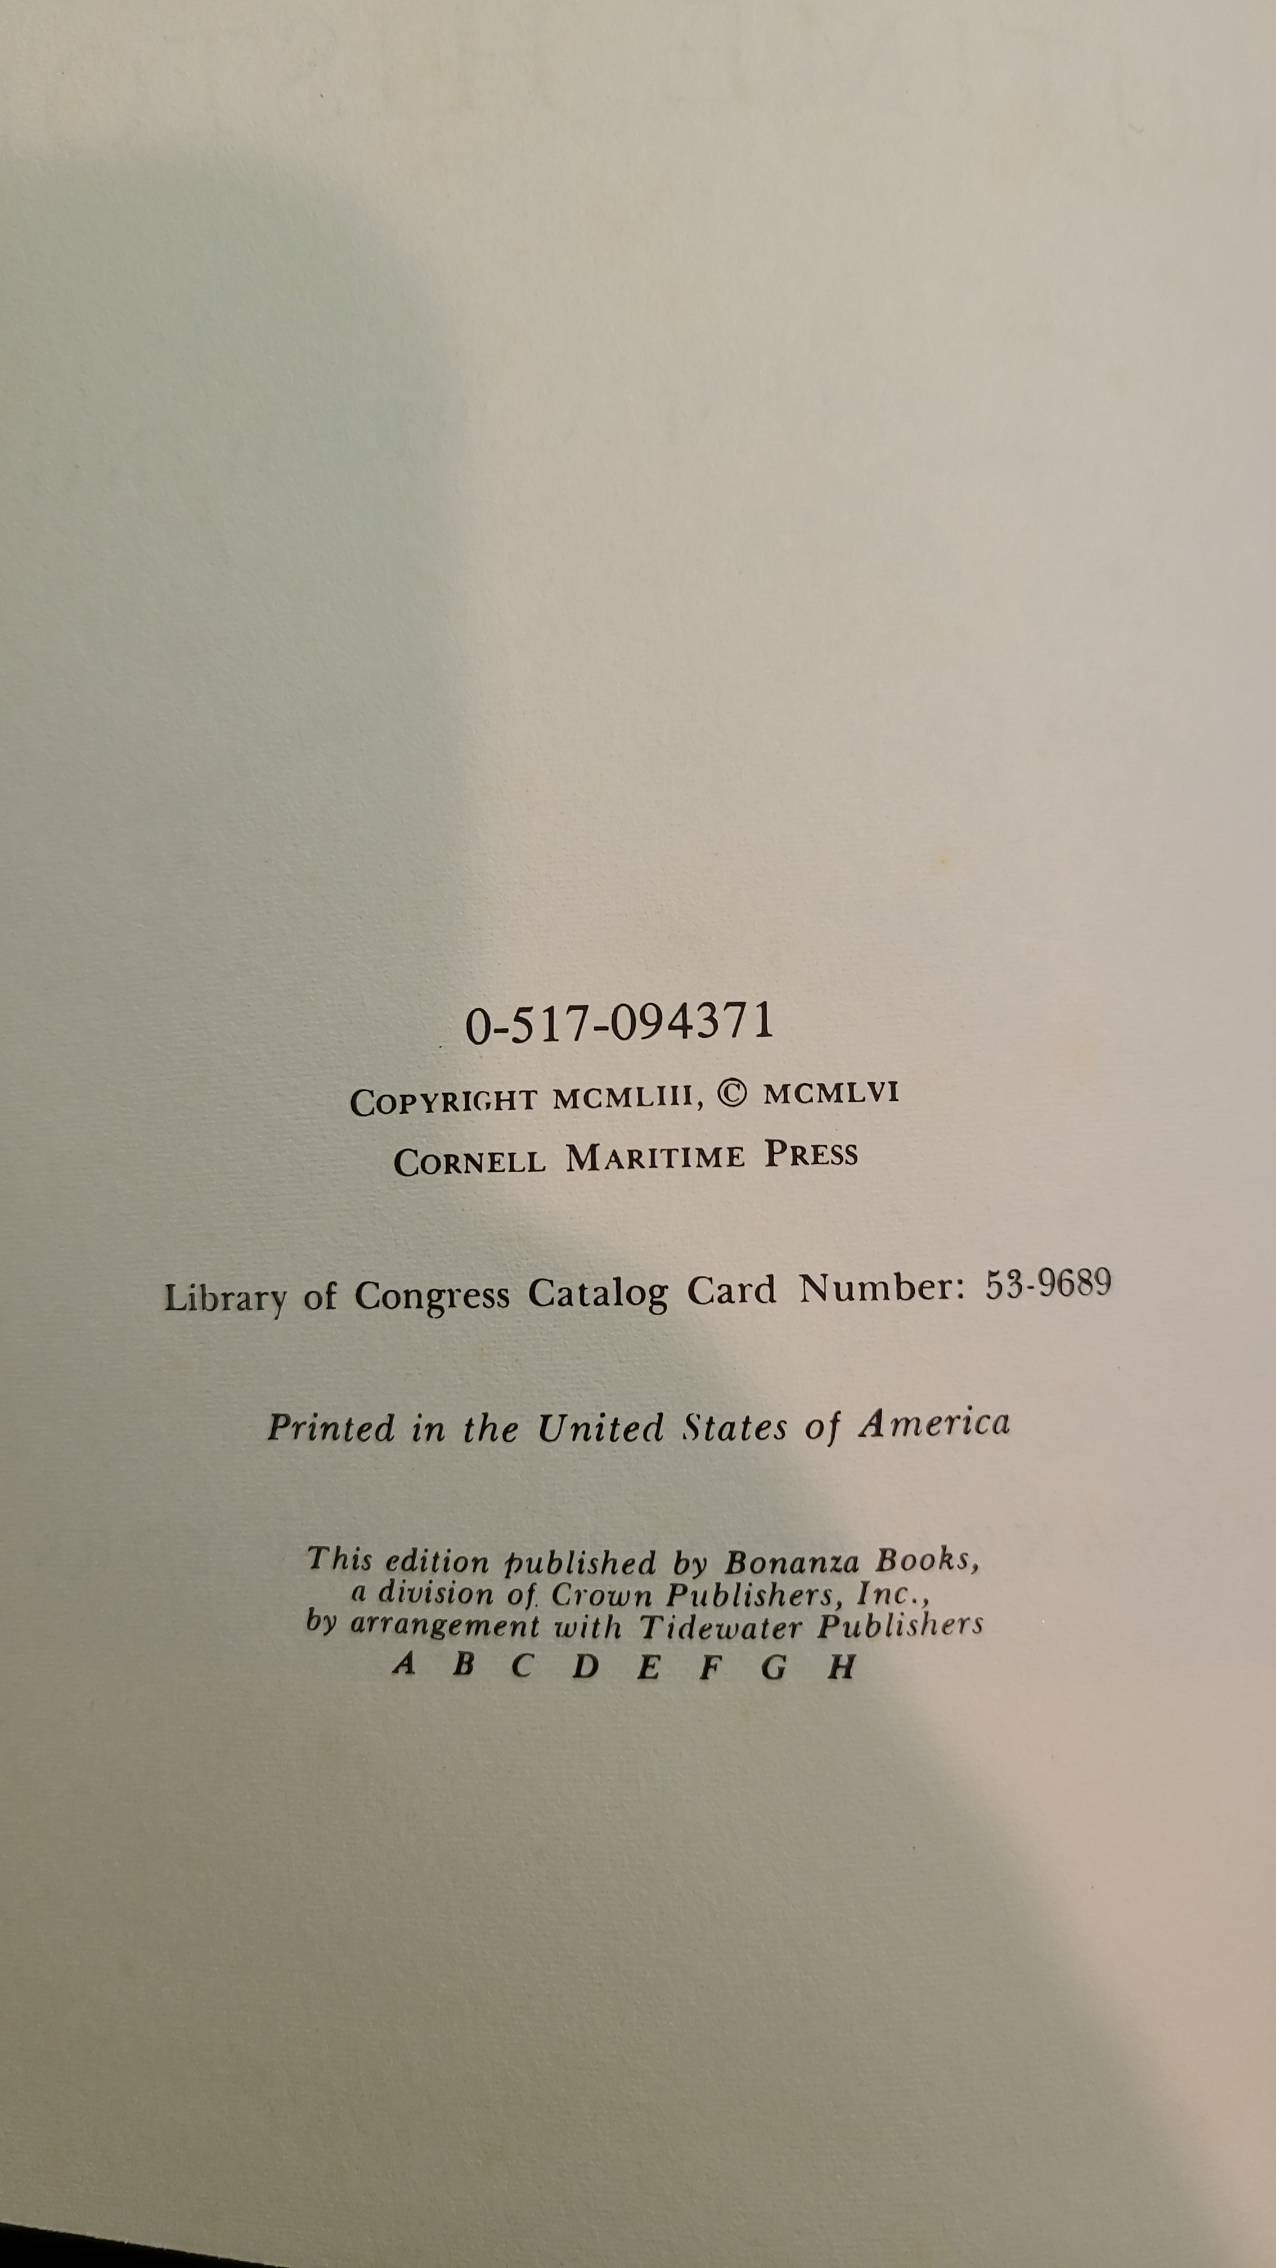 0-517-094371
COPYRIGHT MCMLIII, © MCMLVI
CORNELL MARITIME PRESS
Library of Congress Catalog Card Number: 53-9689
Printed in the United States of America
This edition published by Bonanza Books,
a division of Crown Publishers, Inc.,
by arrangement with Tidewater Publishers
A B C D E F G H